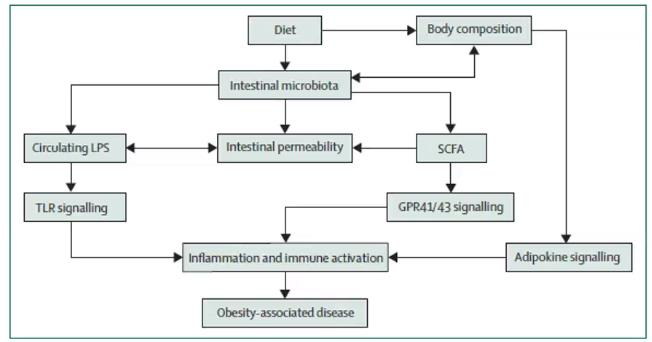 Diet
Body composition
Intestinal microbiota
Circulating LPS
Intestinal permeability
SCFA
TLR signalling
GPR41/43 signalling
Inflammation and immune activation
Adipokine signalling
Obesity-associated disease